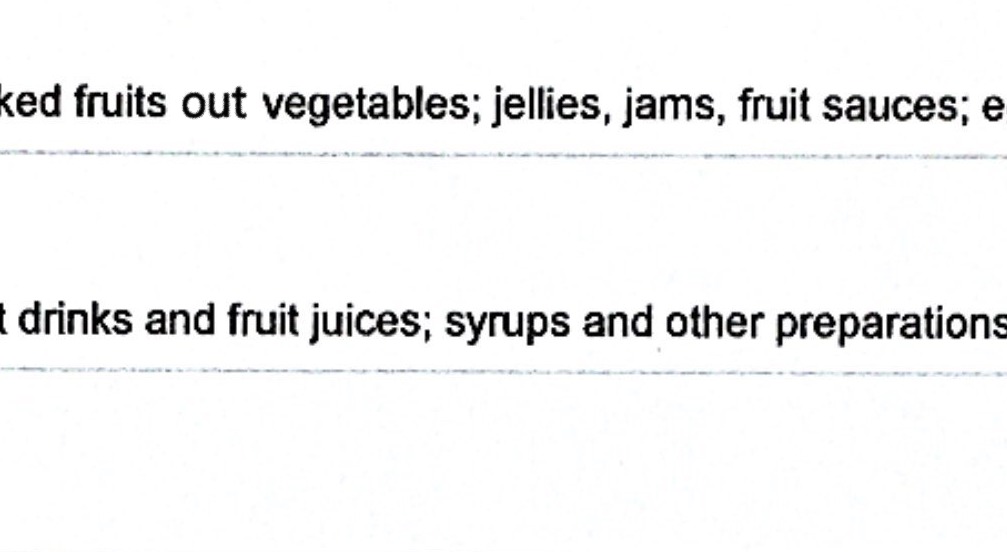 ked fruits out vegetables; jellies, jams, fruit sauces; e
t drinks and fruit juices; syrups and other preparations